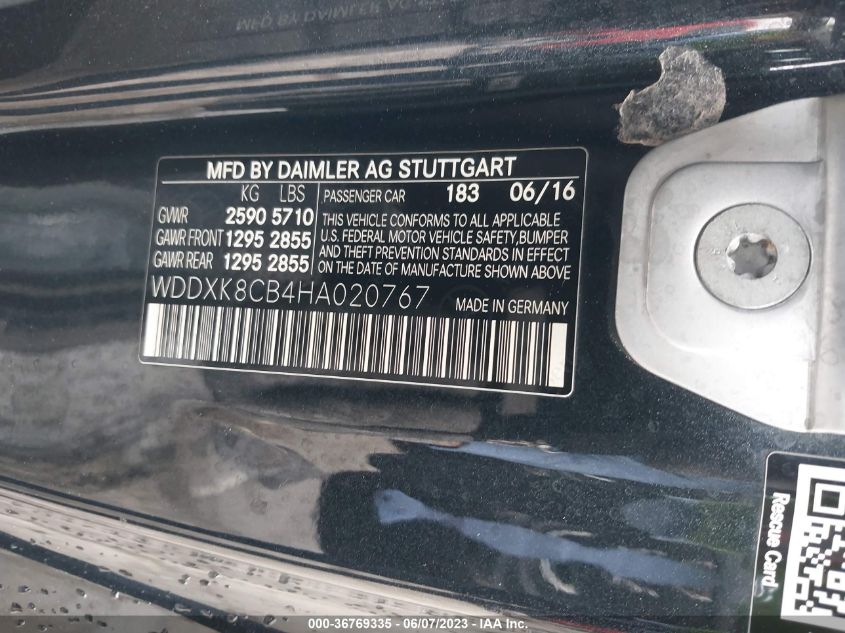 MFD BY DAIMLER AG STUTTGART
KG LBS
PASSENGER CAR 183 06/16
GVWR 2590 5710
GAWR FRONT 1295 2855
GAWR REAR 1295 2855
THIS VEHICLE CONFORMS TO ALL APPLICABLE
U.S. FEDERAL MOTOR VEHICLE SAFETY,BUMPER
AND THEFT PREVENTION STANDARDS IN EFFECT
ON THE DATE OF MANUFACTURE SHOWN ABOVE
WDDXK8CB4HA020767
MADE IN GERMANY
Rescue Card
000-36769335 - 06/07/2023 - IAAI US